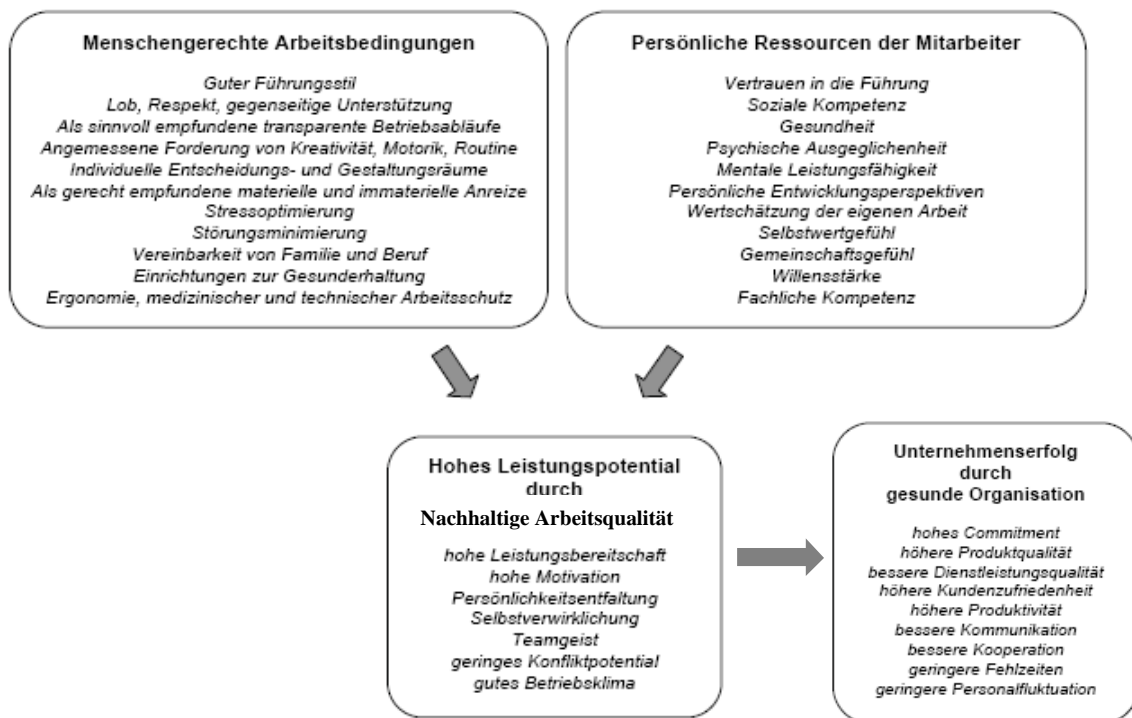 Menschengerechte Arbeitsbedingungen
Guter Führungsstil
Lob, Respekt, gegenseitige Unterstützung
Als sinnvoll empfundene transparente Betriebsabläufe
Angemessene Forderung von Kreativität, Motorik, Routine
Individuelle Entscheidungs- und Gestaltungsräume
Als gerecht empfundene materielle und immaterielle Anreize
Stressoptimierung
Störungsminimierung
Vereinbarkeit von Familie und Beruf
Einrichtungen zur Gesunderhaltung
Ergonomie, medizinischer und technischer Arbeitsschutz
Persönliche Ressourcen der Mitarbeiter
Vertrauen in die Führung
Soziale Kompetenz
Gesundheit
Psychische Ausgeglichenheit
Mentale Leistungsfähigkeit
Persönliche Entwicklungsperspektiven
Wertschätzung der eigenen Arbeit
Selbstwertgefühl
Gemeinschaftsgefühl
Willensstärke
Fachliche Kompetenz
Hohes Leistungspotential
durch
Nachhaltige Arbeitsqualität
hohe Leistungsbereitschaft
hohe Motivation
Persönlichkeitsentfaltung
Selbstverwirklichung
Teamgeist
geringes Konfliktpotential
gutes Betriebsklima
Unternehmenserfolg
durch
gesunde Organisation
hohes Commitment
höhere Produktqualität
bessere Dienstleistungsqualität
höhere Kundenzufriedenheit
höhere Produktivität
bessere Kommunikation
bessere Kooperation
geringere Fehlzeiten
geringere Personalfluktuation